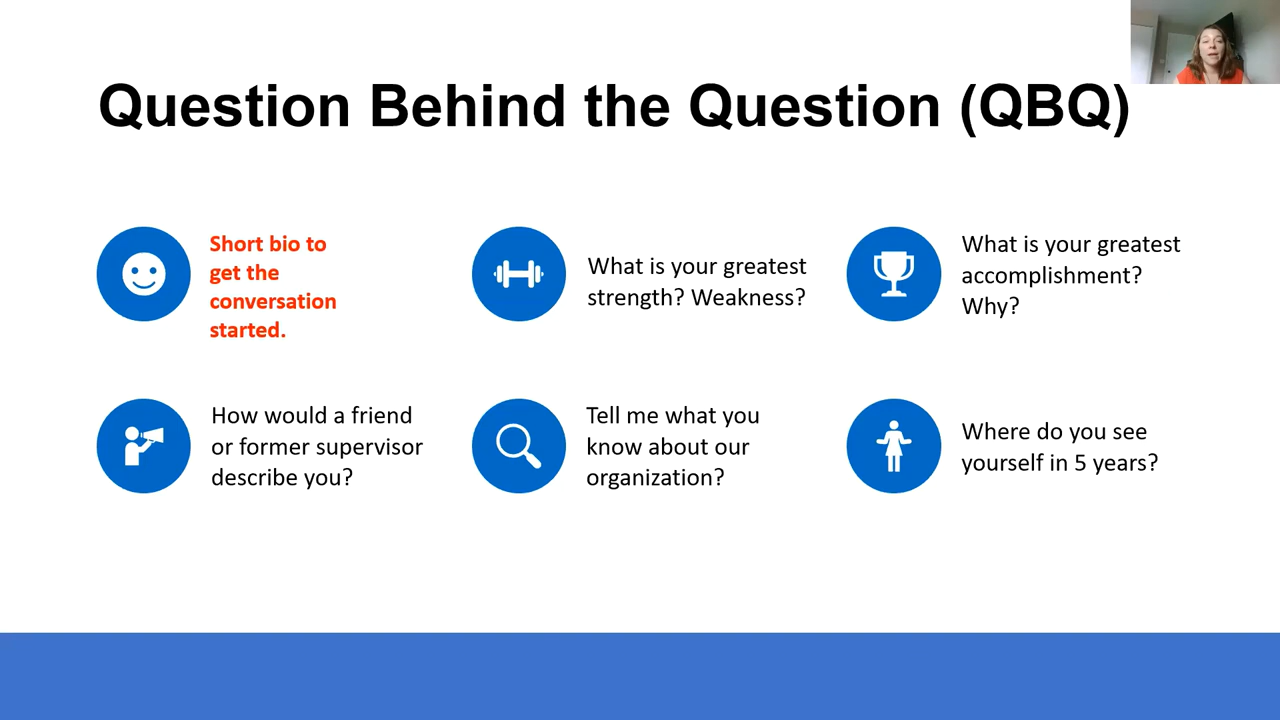 Question Behind the Question (QBQ)
Short bio to
get the
conversation
started.
What is your greatest
strength? Weakness?
What is your greatest
accomplishment?
Why?
How would a friend
or former supervisor
describe you?
Tell me what you
know about our
organization?
Where do you see
yourself in 5 years?